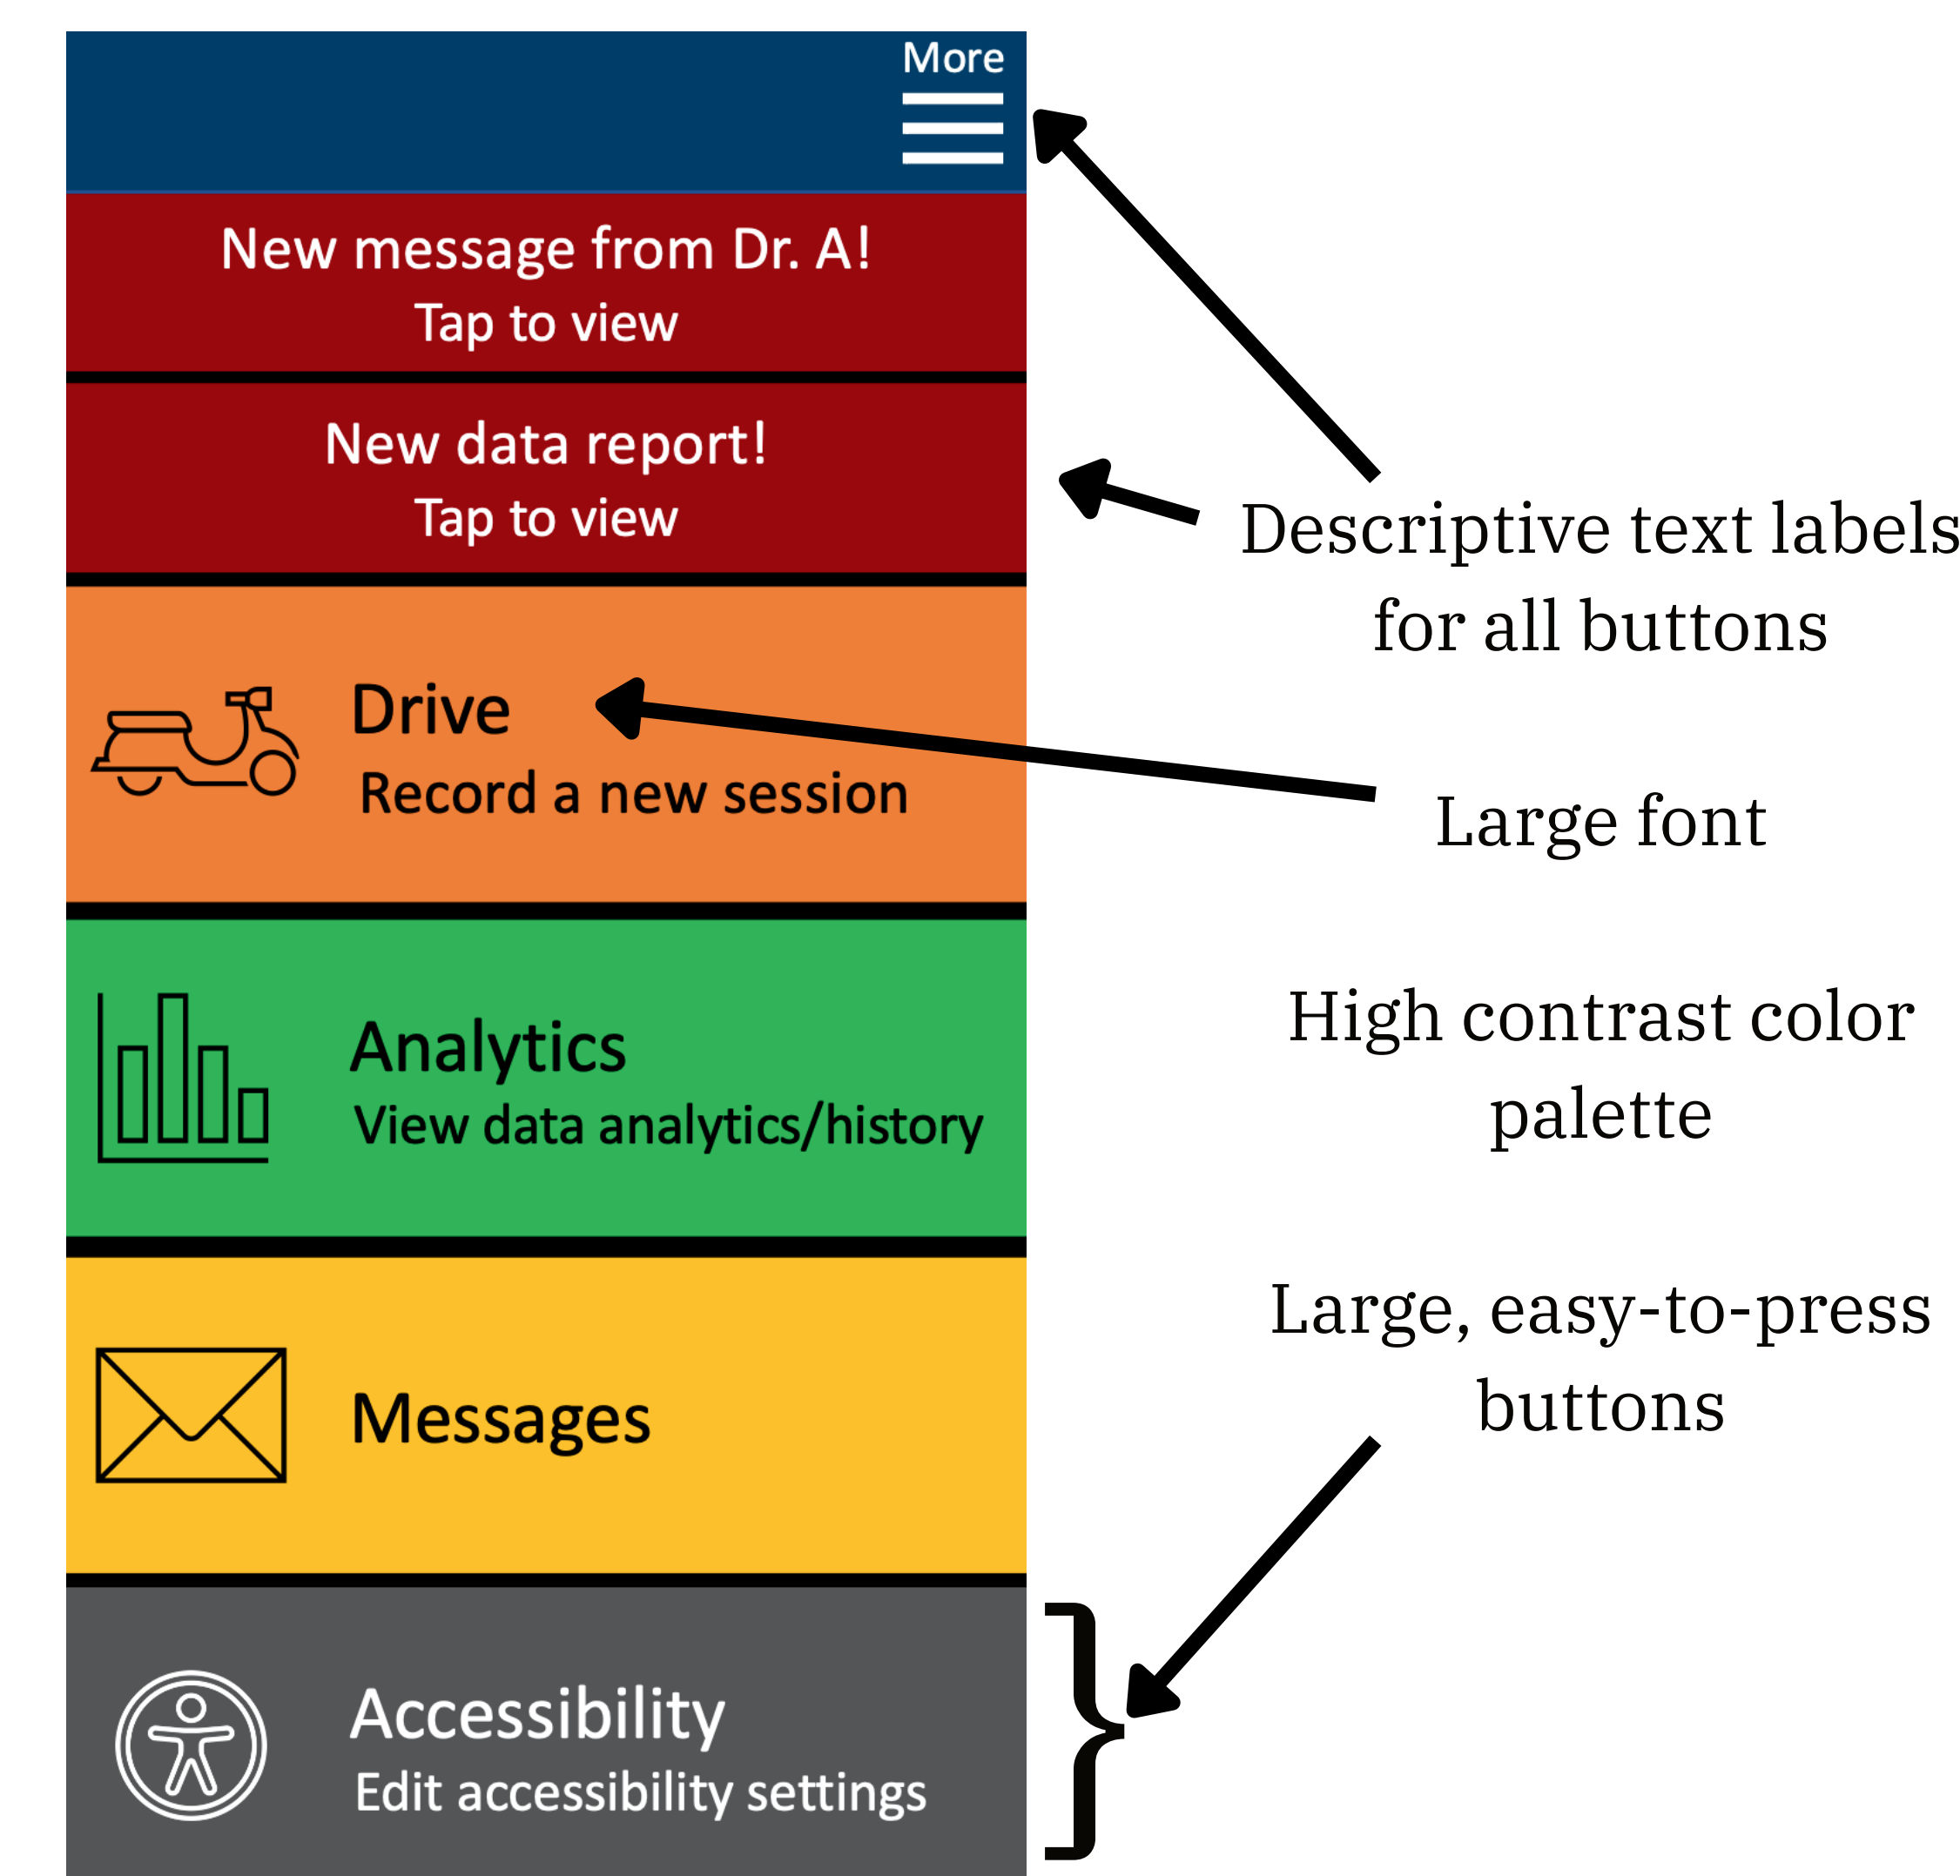 More
New message from Dr. A!
Tap to view
New data report!
Tap to view
Drive
Record a new session
Analytics
View data analytics/history
Messages
Accessibility
Edit accessibility settings
Descriptive text labels
for all buttons
Large font
High contrast color
palette
Large, easy-to-press
buttons